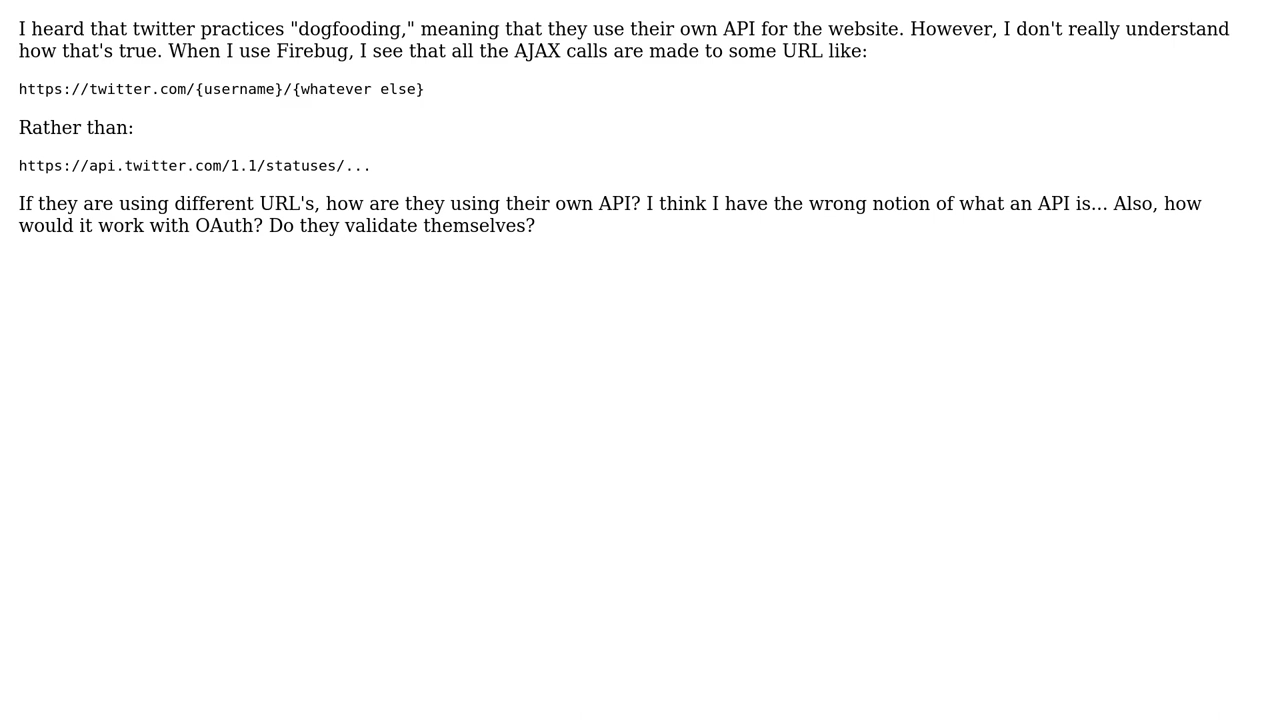 I heard that twitter practices "dogfooding," meaning that they use their own API for the website. However, I don't really understand
how that's true. When I use Firebug, I see that all the AJAX calls are made to some URL like:
https://twitter.com/{username}/{whatever else}
Rather than:
https://api.twitter.com/1.1/statuses/...
If they are using different URL's, how are they using their own API? I think I have the wrong notion of what an API is... Also, how
would it work with OAuth? Do they validate themselves?